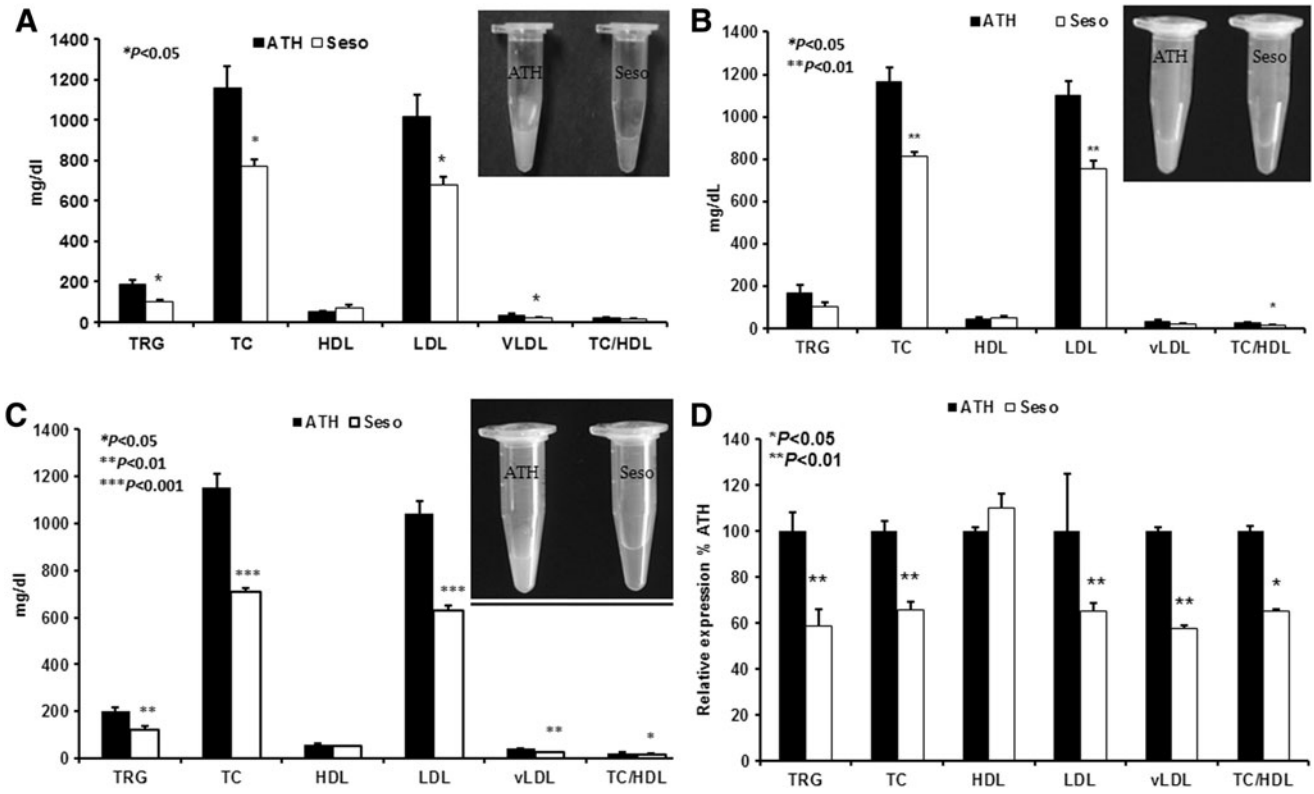 A
*P<0.05
ATH Seso
ATH Seso
1400
1200
1000
800
600
400
200
0
mg/dl
*
*
*
*
TRG TC HDL LDL VLDL TC/HDL
B
ATH Seso
*P<0.05
**P<0.01
ATH Seso
1400
1200
1000
800
600
400
200
0
mg/dL
**
**
*
TRG TC HDL LDL vLDL TC/HDL
C
ATH Seso
*P<0.05
**P<0.01
***P<0.001
ATH Seso
1400
1200
1000
800
600
400
200
0
mg/dl
**
***
***
**
*
TRG TC HDL LDL vLDL TC/HDL
D
ATH Seso
*P<0.05
**P<0.01
140
120
100
80
60
40
20
0
Relative expression % ATH
**
**
**
**
*
TRG TC HDL LDL vLDL TC/HDL